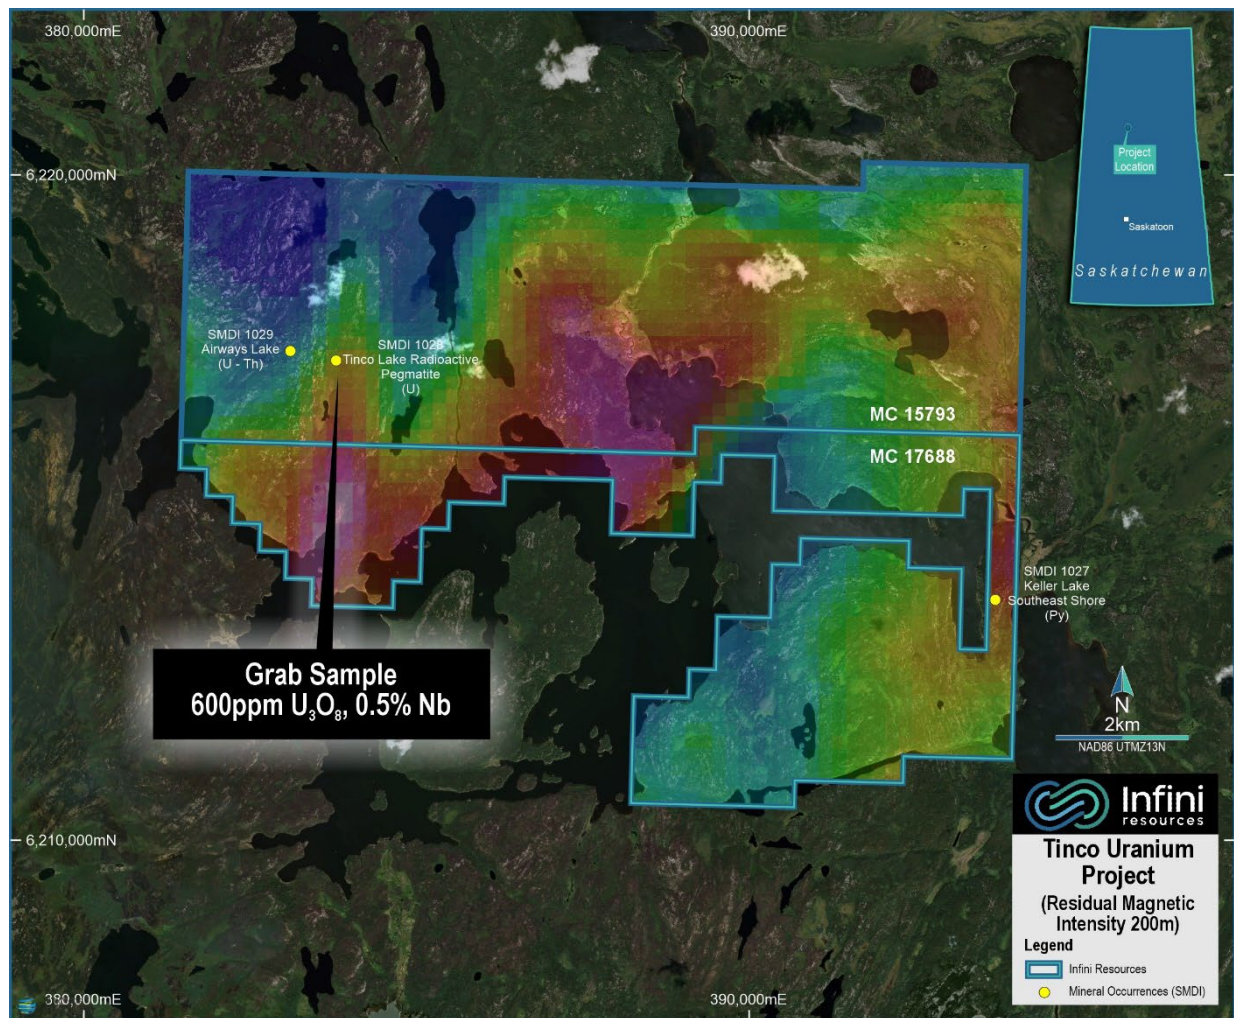 380,000mE
390,000mE
6,220,000mN
Project
Location
Saskatoon
Saskatchewan
SMDI 1029
Airways Lake
(U - Th)
SMDI 1028
Tinco Lake Radioactive
Pegmatite
(U)
MC 15793
MC 17688
SMDI 1027
Keller Lake
Southeast Shore
(Py)
Grab Sample
600ppm U₃O₈, 0.5% Nb
N
2km
NAD86 UTMZ13N
6,210,000mN
Infini
resources
Tinco Uranium
Project
(Residual Magnetic
Intensity 200m)
Legend
Infini Resources
Mineral Occurrences (SMDI)
380,000mE
390,000mE